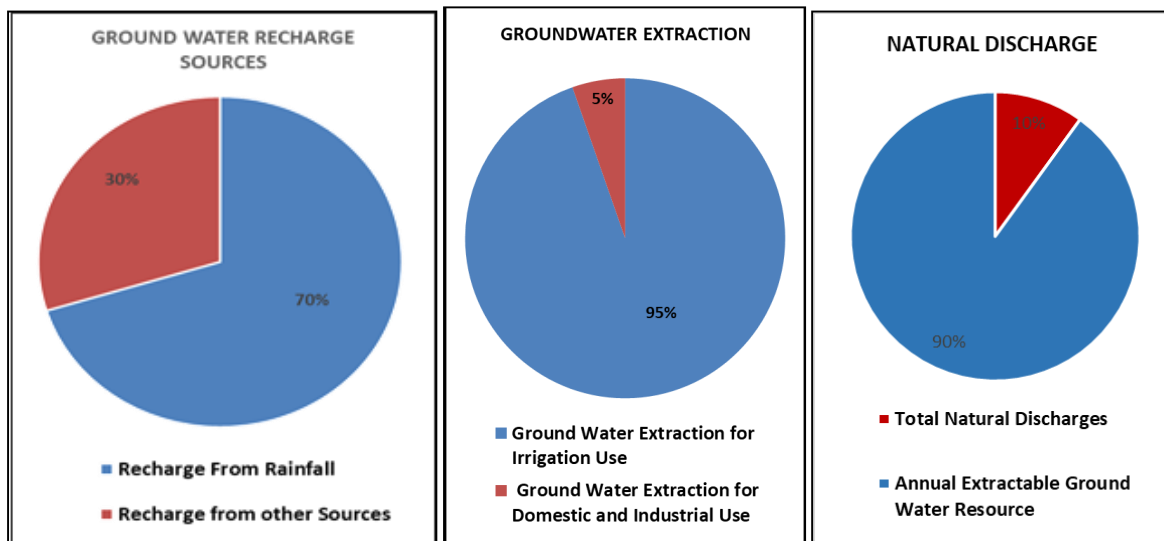 GROUND WATER RECHARGE
SOURCES
30%
70%
Recharge From Rainfall
Recharge from other Sources
GROUNDWATER EXTRACTION
5%
95%
Ground Water Extraction for
Irrigation Use
Ground Water Extraction for
Domestic and Industrial Use
NATURAL DISCHARGE
10%
90%
Total Natural Discharges
Annual Extractable Ground
Water Resource